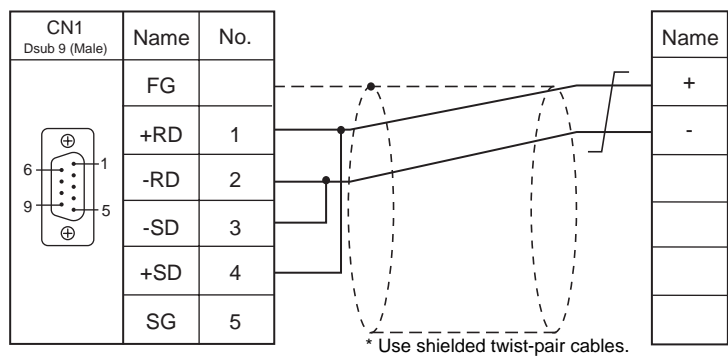 CN1
Dsub 9 (Male)
Name No.
Name
FG
+
+RD 1
-
-RD 2
6 1
9 5
-SD 3
+SD 4
SG 5
* Use shielded twist-pair cables.